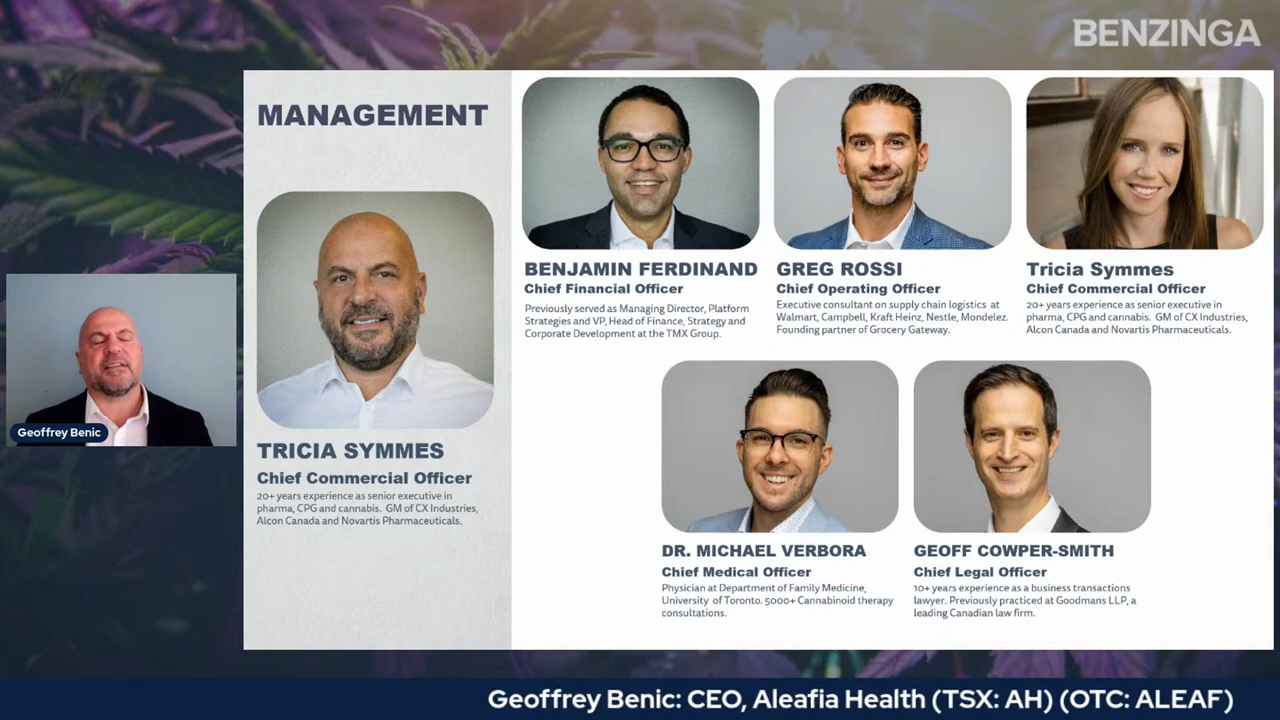 BENZINGA
MANAGEMENT
TRICIA SYMMES
Chief Commercial Officer
20+ years experience as senior executive in
pharma, CPG and cannabis. GM of CX Industries,
Alcon Canada and Novartis Pharmaceuticals.
BENJAMIN FERDINAND
Chief Financial Officer
Previously served as Managing Director, Platform
Strategies and VP, Head of Finance, Strategy and
Corporate Development at the TMX Group.
GREG ROSSI
Chief Operating Officer
Executive consultant on supply chain logistics at
Walmart, Campbell, Kraft Heinz, Nestle, Mondelez.
Founding partner of Grocery Gateway.
Tricia Symmes
Chief Commercial Officer
20+ years experience as senior executive in
pharma, CPG and cannabis. GM of CX Industries,
Alcon Canada and Novartis Pharmaceuticals.
DR. MICHAEL VERBORA
Chief Medical Officer
Physician at Department of Family Medicine,
University of Toronto. 5000+ Cannabinoid therapy
consultations.
GEOFF COWPER-SMITH
Chief Legal Officer
10+ years experience as a business transactions
lawyer. Previously practiced at Goodmans LLP, a
leading Canadian law firm.
Geoffrey Benic
Geoffrey Benic: CEO, Aleafia Health (TSX: AH) (OTC: ALEAF)